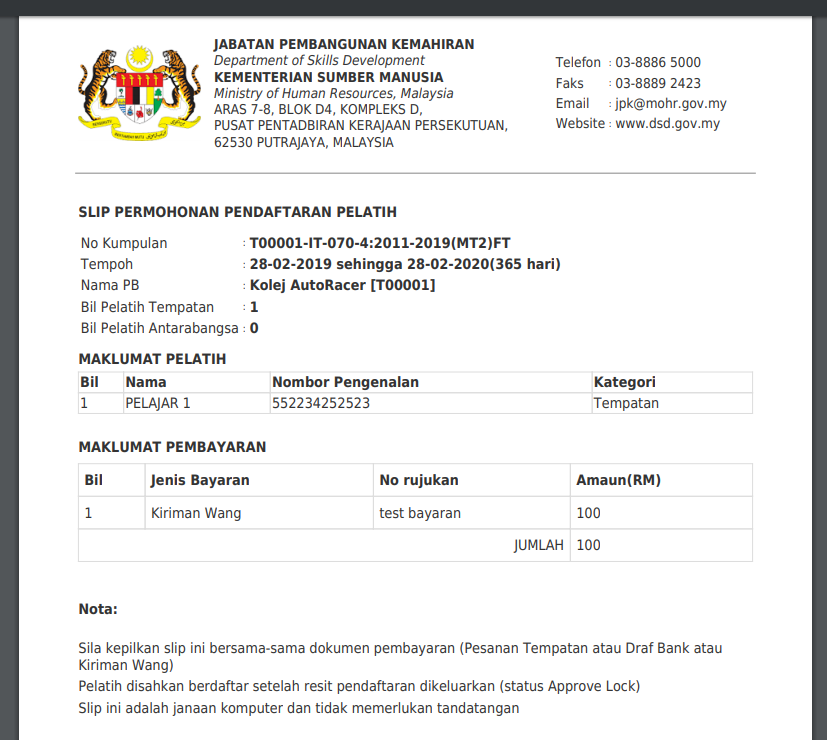 JABATAN PEMBANGUNAN KEMAHIRAN
Department of Skills Development
KEMENTERIAN SUMBER MANUSIA
Ministry of Human Resources, Malaysia
ARAS 7-8, BLOK D4, KOMPLEKS D,
PUSAT PENTADBIRAN KERAJAAN PERSEKUTUAN,
62530 PUTRAJAYA, MALAYSIA
Telefon : 03-8886 5000
Faks : 03-8889 2423
Email : jpk@mohr.gov.my
Website : www.dsd.gov.my
SLIP PERMOHONAN PENDAFTARAN PELATIH
No Kumpulan : T00001-IT-070-4:2011-2019(MT2)FT
Tempoh : 28-02-2019 sehingga 28-02-2020(365 hari)
Nama PB : Kolej AutoRacer [T00001]
Bil Pelatih Tempatan : 1
Bil Pelatih Antarabangsa : 0
MAKLUMAT PELATIH
Bil Nama Nombor Pengenalan Kategori
1 PELAJAR 1 552234252523 Tempatan
MAKLUMAT PEMBAYARAN
Bil Jenis Bayaran No rujukan Amaun(RM)
1 Kiriman Wang test bayaran 100
JUMLAH 100
Nota:
Sila kepilkan slip ini bersama-sama dokumen pembayaran (Pesanan Tempatan atau Draf Bank atau
Kiriman Wang)
Pelatih disahkan berdaftar setelah resit pendaftaran dikeluarkan (status Approve Lock)
Slip ini adalah janaan komputer dan tidak memerlukan tandatangan